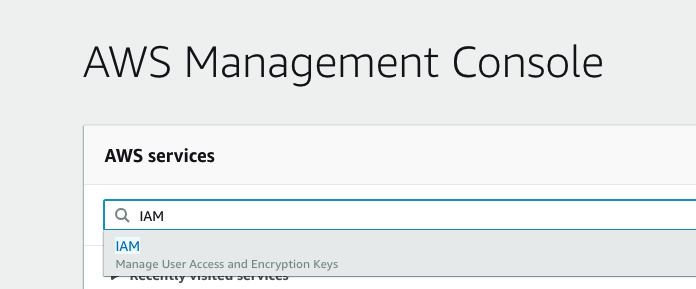 AWS Management Console
AWS services
IAM
IAM
Manage User Access and Encryption Keys
Recently visited services